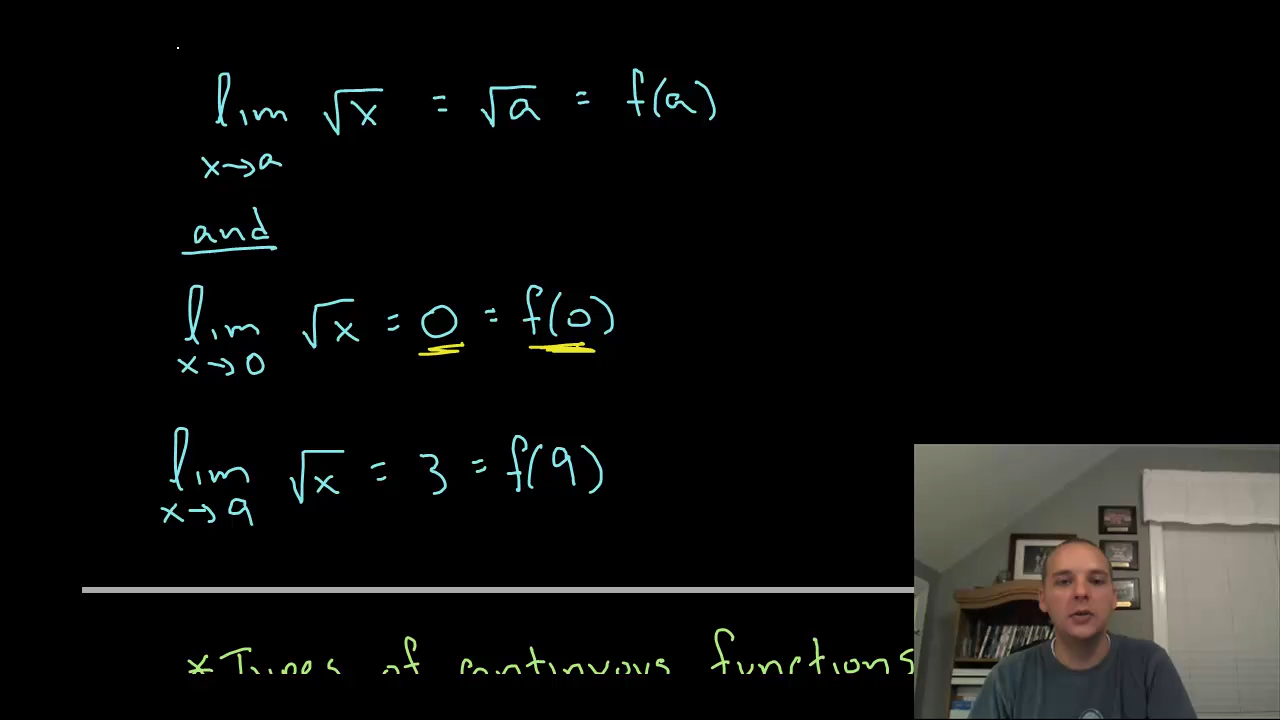 lim √x = √a = f(a)
x→a
and
lim √x = 0 = f(0)
x→0
lim √x = 3 = f(9)
x→9
* Types of continuous functions